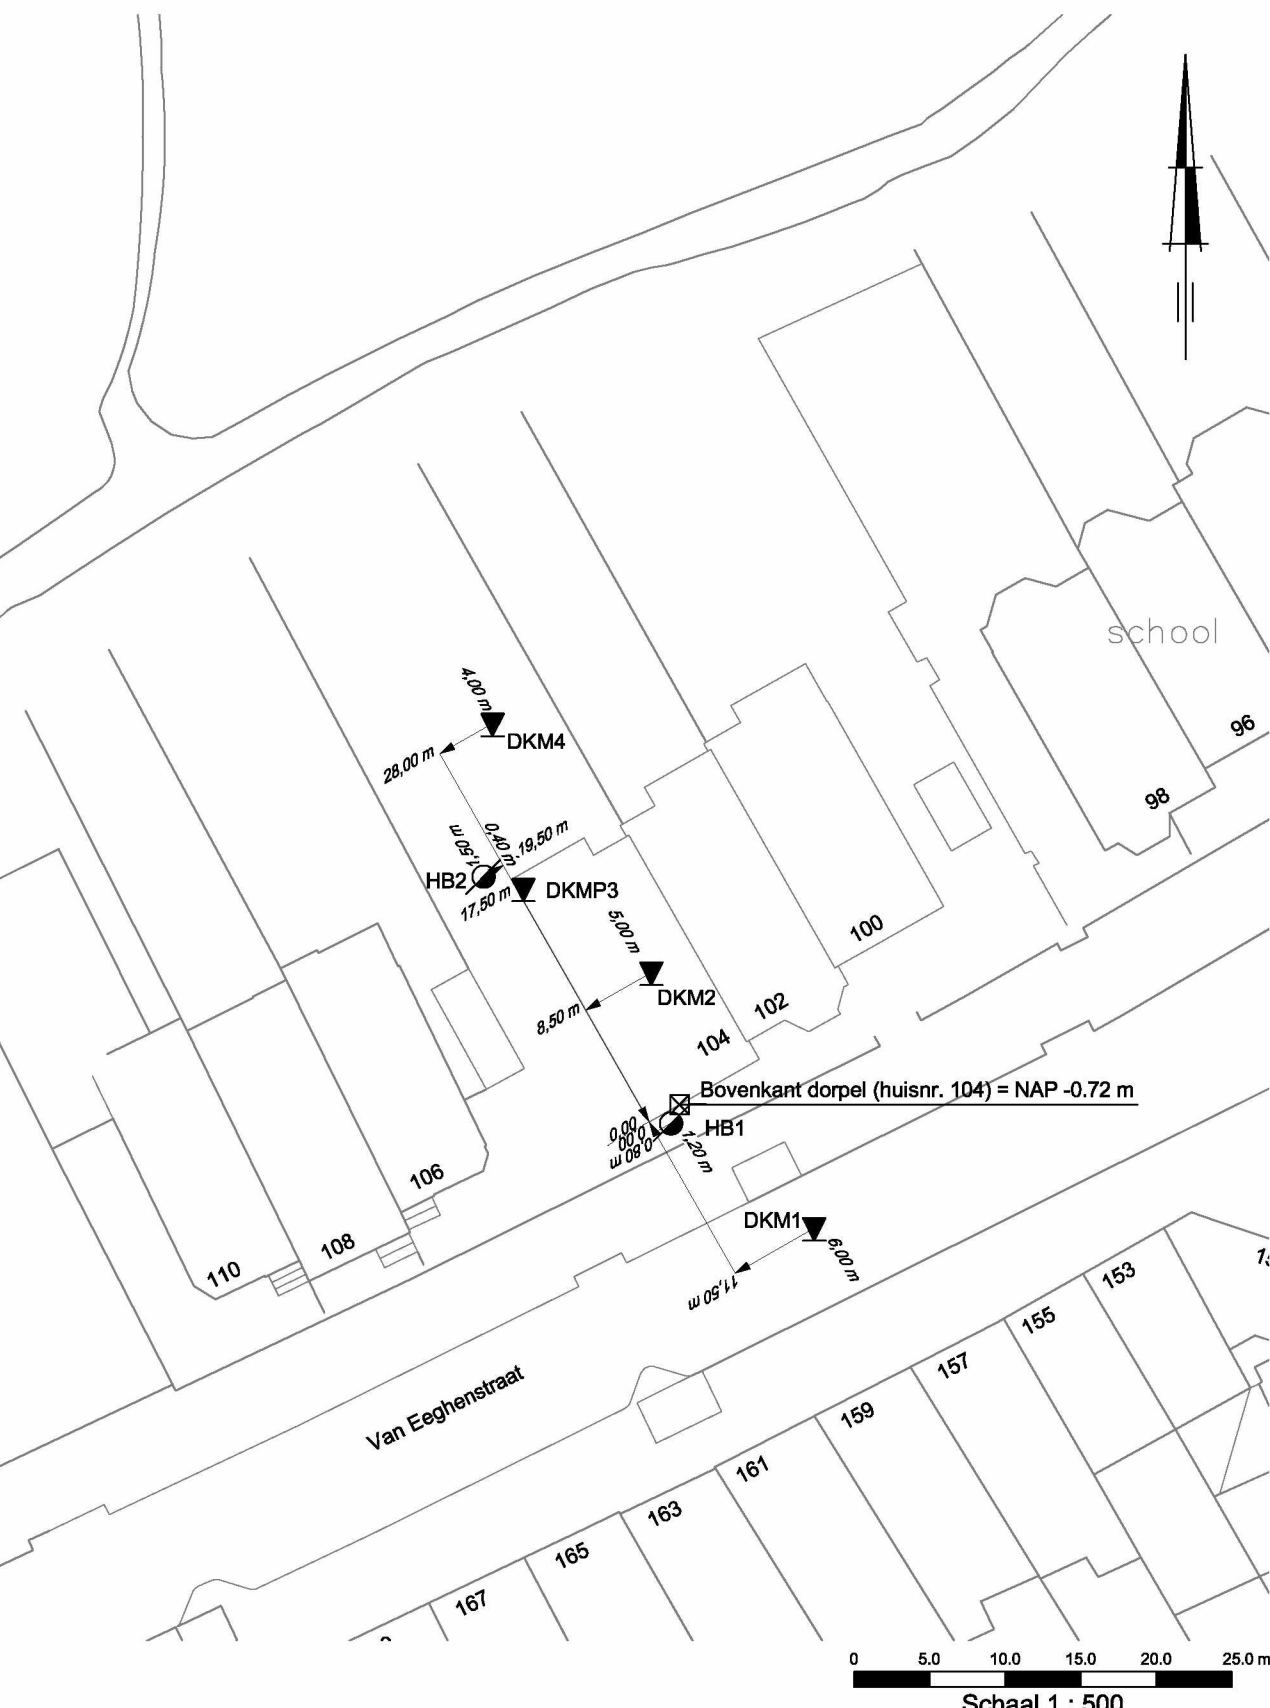 school
96
98
4,00 m
DKM4
28,00 m
0,40 m
19,50 m
1,50 m
HB2
DKMP3
17,50 m
5,00 m
100
DKM2
8,50 m
102
104
Bovenkant dorpel (huisnr. 104) = NAP -0.72 m
HB1
0,00
0,00
0,80 m
1,20 m
106
DKM1
6,00 m
108
110
11,50 m
153
155
157
159
161
163
165
167
Van Eeghenstraat
0 5.0 10.0 15.0 20.0 25.0 m
Schaal 1 : 500